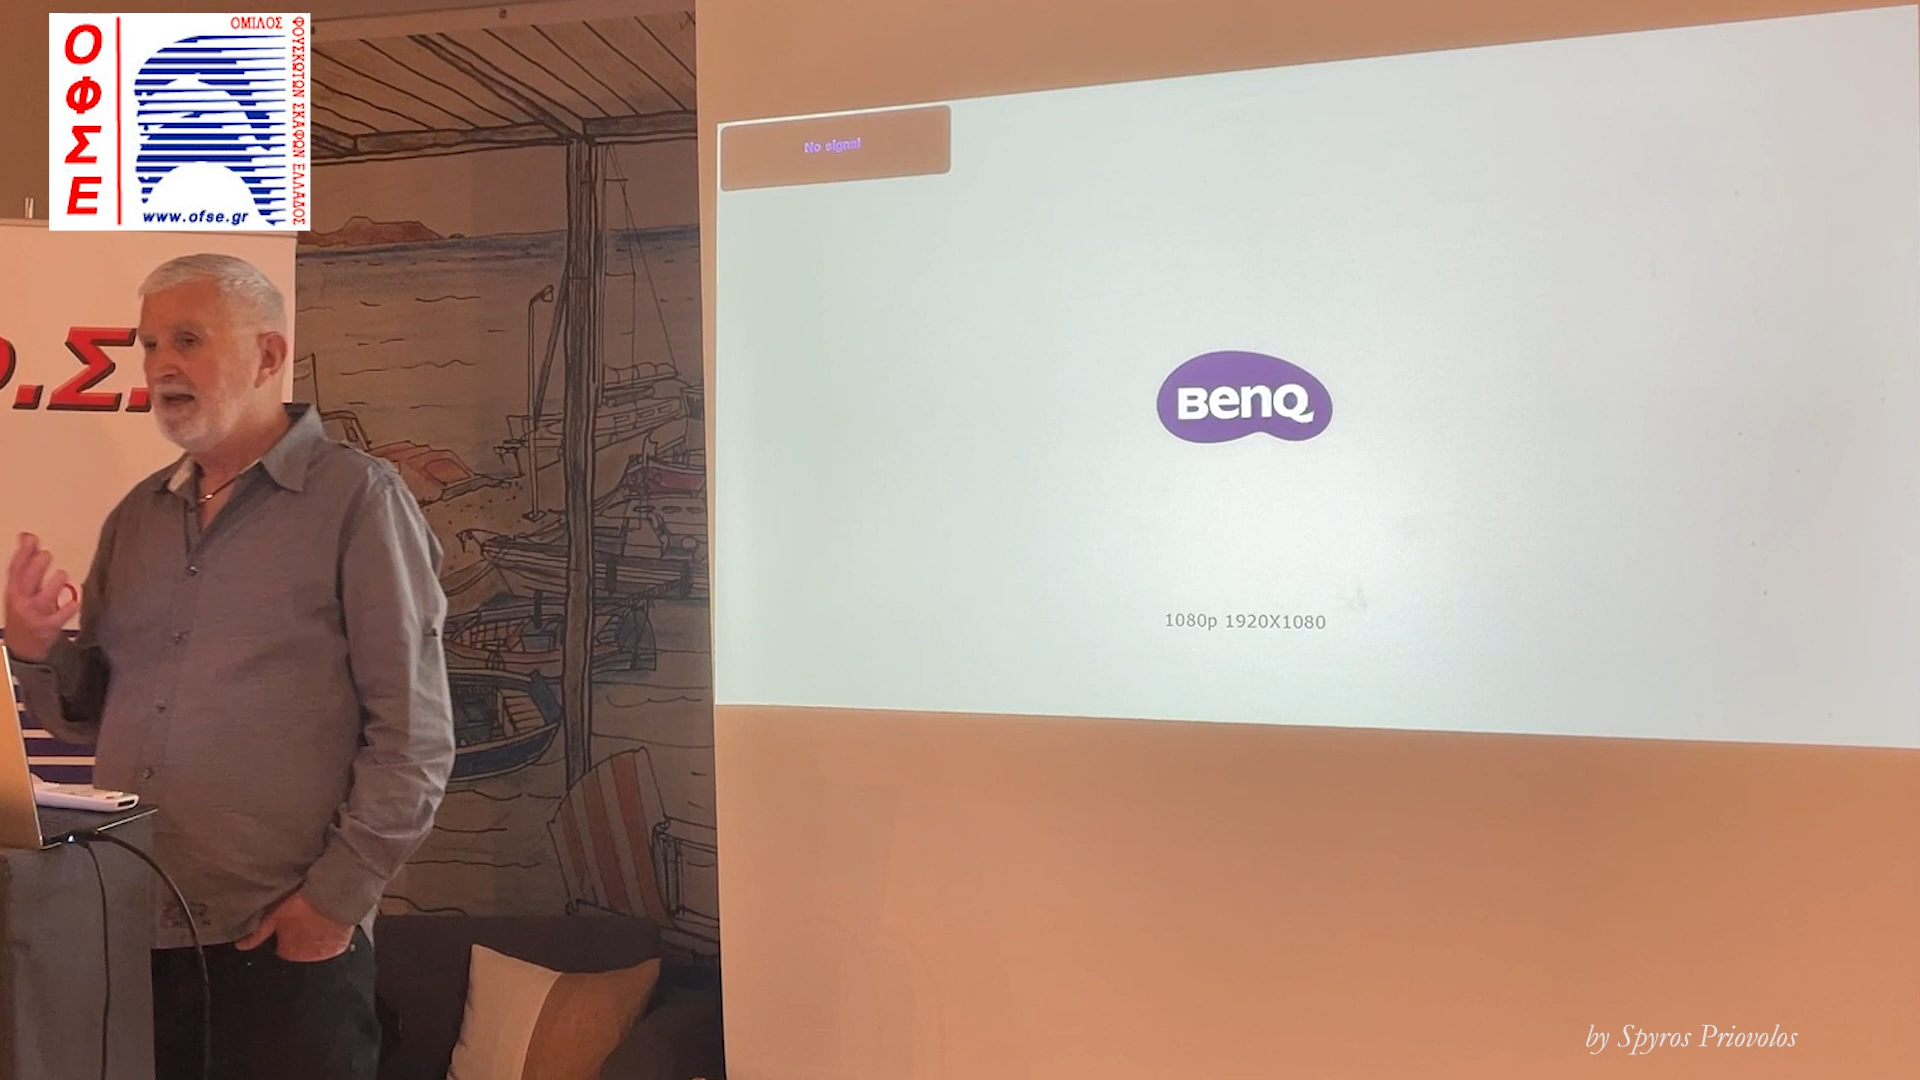 ΟΦΣΕ
ΟΜΙΛΟΣ
ΦΟΥΣΚΩΤΩΝ ΣΚΑΦΩΝ ΕΛΛΑΔΟΣ
www.ofse.gr
.Σ.
No signal
BenQ
1080p 1920X1080
by Spyros Priovolos